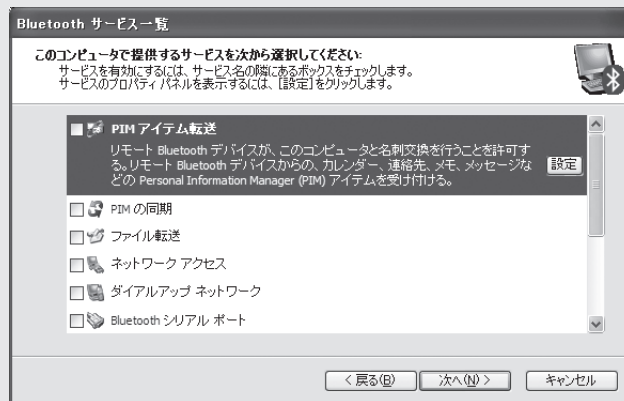 Bluetooth サービス一覧
このコンピュータで提供するサービスを次から選択してください:
サービスを有効にするには、サービス名の隣にあるボックスをチェックします。
サービスのプロパティ パネルを表示するには、[設定]をクリックします。
PIM アイテム転送
リモート Bluetooth デバイスが、このコンピュータと名刺交換を行うことを許可す
る。リモート Bluetooth デバイスからの、カレンダー、連絡先、メモ、メッセージな
どの Personal Information Manager (PIM) アイテムを受け付ける。
設定
PIM の同期
ファイル転送
ネットワーク アクセス
ダイアルアップ ネットワーク
Bluetooth シリアル ポート
< 戻る(B) 次へ(N) > キャンセル